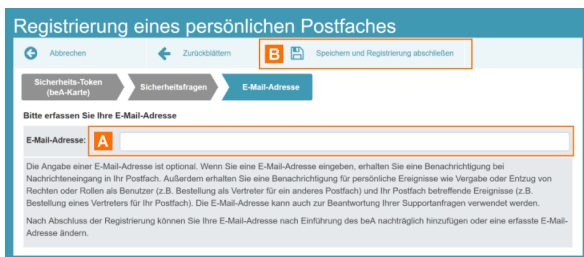 Registrierung eines persönlichen Postfaches
Abbrechen Zurückblättern B Speichern und Registrierung abschließen
Sicherheits-Token (beA-Karte) Sicherheitsfragen E-Mail-Adresse
Bitte erfassen Sie Ihre E-Mail-Adresse
E-Mail-Adresse: A
Die Angabe einer E-Mail-Adresse ist optional. Wenn Sie eine E-Mail-Adresse eingeben, erhalten Sie eine Benachrichtigung bei
Nachrichteneingang in Ihr Postfach. Außerdem erhalten Sie eine Benachrichtigung für persönliche Ereignisse wie Vergabe oder Entzug von
Rechten oder Rollen als Benutzer (z.B. Bestellung als Vertreter für ein anderes Postfach) und Ihr Postfach betreffende Ereignisse (z.B.
Bestellung eines Vertreters für Ihr Postfach). Die E-Mail-Adresse kann auch zur Beantwortung Ihrer Supportanfragen verwendet werden.
Nach Abschluss der Registrierung können Sie Ihre E-Mail-Adresse nach Einführung des beA nachträglich hinzufügen oder eine erfasste E-Mail-
Adresse ändern.